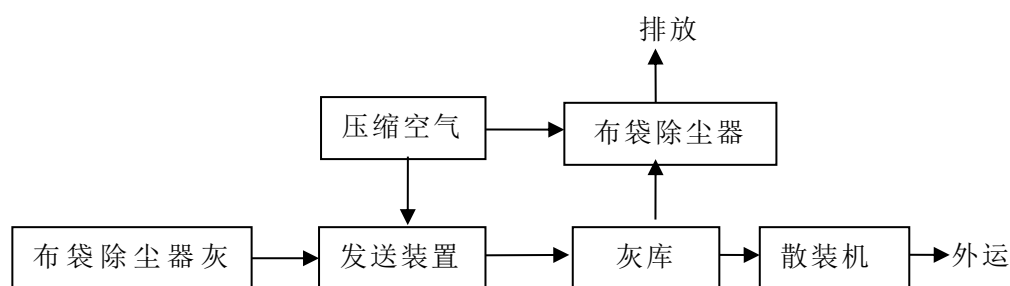 排放
压缩空气
布袋除尘器
布袋除尘器灰
发送装置
灰库
散装机
外运